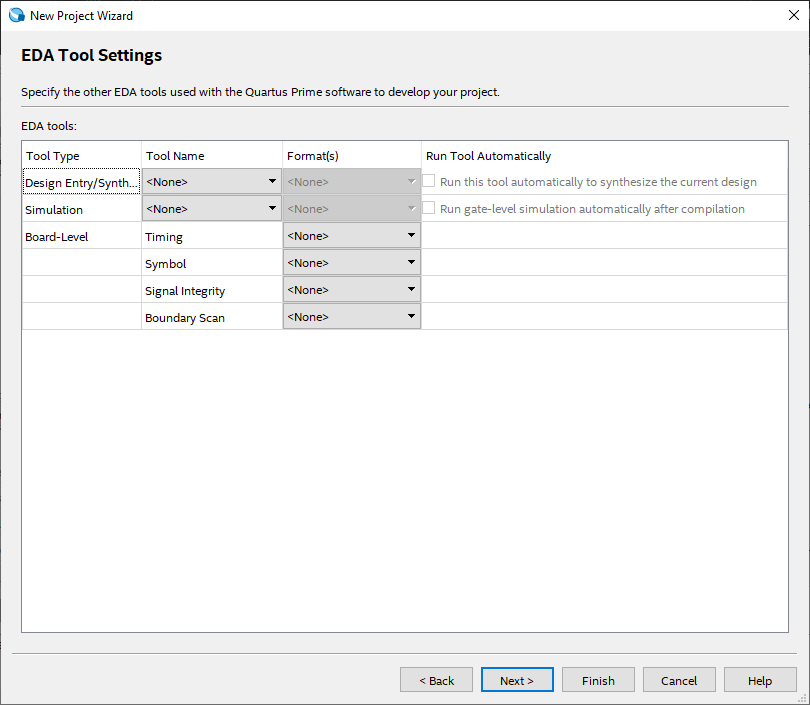 New Project Wizard
EDA Tool Settings
Specify the other EDA tools used with the Quartus Prime software to develop your project.
EDA tools:
Tool Type Tool Name Format(s) Run Tool Automatically
Design Entry/Synth... <None> <None> Run this tool automatically to synthesize the current design
Simulation <None> <None> Run gate-level simulation automatically after compilation
Board-Level Timing <None>
Symbol <None>
Signal Integrity <None>
Boundary Scan <None>
< Back Next > Finish Cancel Help